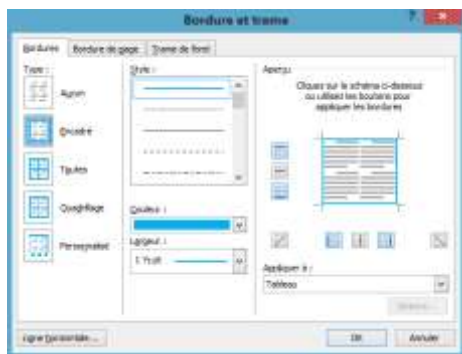 Bordure et trame
Bordures
Bordure de page
Trame de fond
Type :
Aucun
Encadré
Toutes
Quadrillage
Personnalisé
Style :
Couleur :
Largeur :
Aperçu
Cliquez sur le schéma ci-dessous
ou utilisez les boutons pour
appliquer les bordures
Appliquer à :
Tableau
Options...
Ligne horizontale...
OK
Annuler